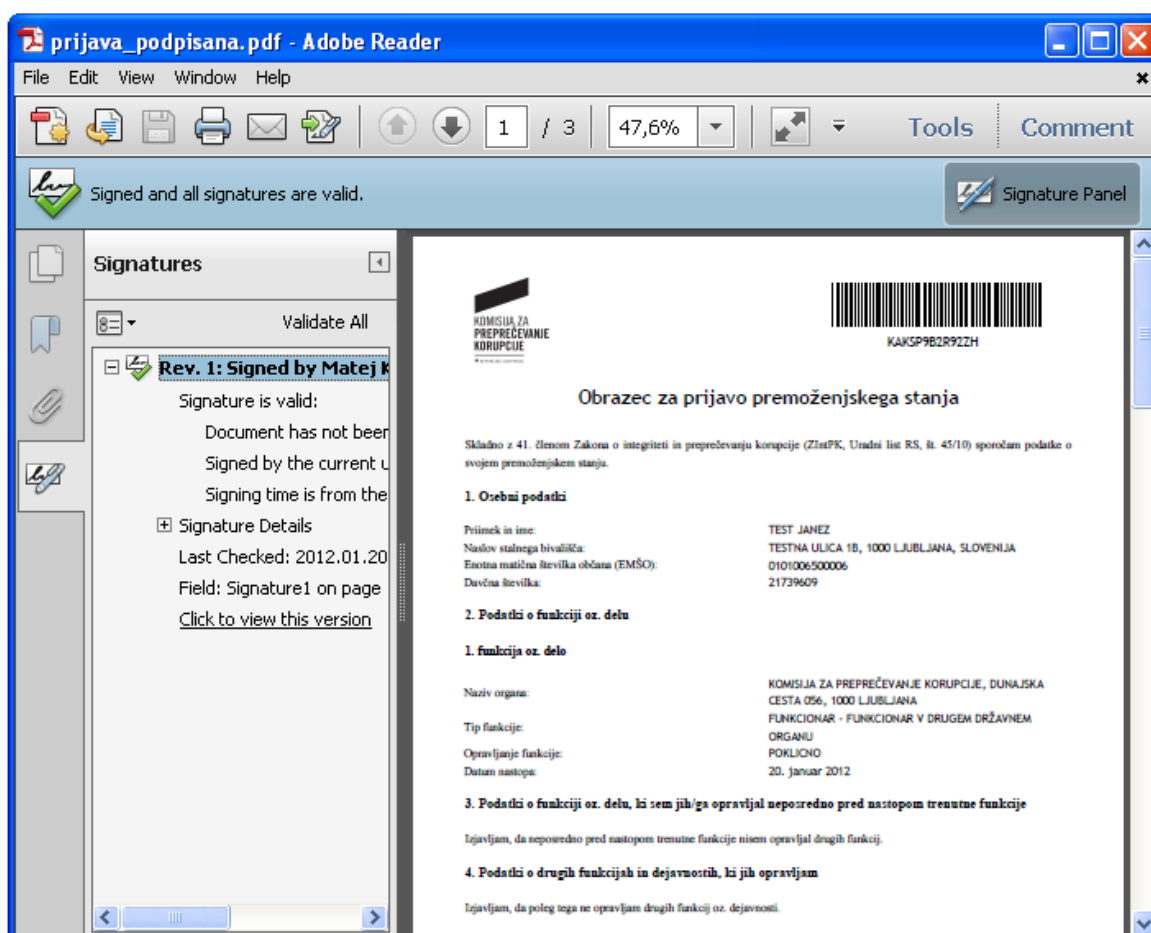 prijava_podpisana.pdf - Adobe Reader
File Edit View Window Help
1 / 3 47,6% Tools Comment
Signed and all signatures are valid.
Signature Panel
Signatures
Validate All
Rev. 1: Signed by Matej K
Signature is valid:
Document has not been
Signed by the current u
Signing time is from the
Signature Details
Last Checked: 2012.01.20
Field: Signature1 on page
Click to view this version
KOMISIJA ZA
PREPREČEVANJE
KORUPCIJE
KAKSP9B2R92ZH
Obrazec za prijavo premoženjskega stanja
Skladno z 41. členom Zakona o integriteti in preprečevanju korupcije (ZIntPK, Uradni list RS, št. 45/10) sporočam podatke o
svojem premoženjskem stanju.
1. Osebni podatki
Priimek in ime: TEST JANEZ
Naslov stalnega bivališča: TESTNA ULICA 1B, 1000 LJUBLJANA, SLOVENIJA
Enotna matična številka občana (EMŠO): 0101006500006
Davčna številka: 21739609
2. Podatki o funkciji oz. delu
1. funkcija oz. delo
Naziv organa: KOMISIJA ZA PREPREČEVANJE KORUPCIJE, DUNAJSKA
CESTA 056, 1000 LJUBLJANA
Tip funkcije: FUNKCIONAR - FUNKCIONAR V DRUGEM DRŽAVNEM
ORGANU
Opravljanje funkcije: POKLICNO
Datum nastopa: 20. januar 2012
3. Podatki o funkciji oz. delu, ki sem jih/ga opravljal neposredno pred nastopom trenutne funkcije
Izjavljam, da neposredno pred nastopom trenutne funkcije nisem opravljal drugih funkcij.
4. Podatki o drugih funkcijah in dejavnostih, ki jih opravljam
Izjavljam, da poleg tega ne opravljam drugih funkcij oz. dejavnosti.